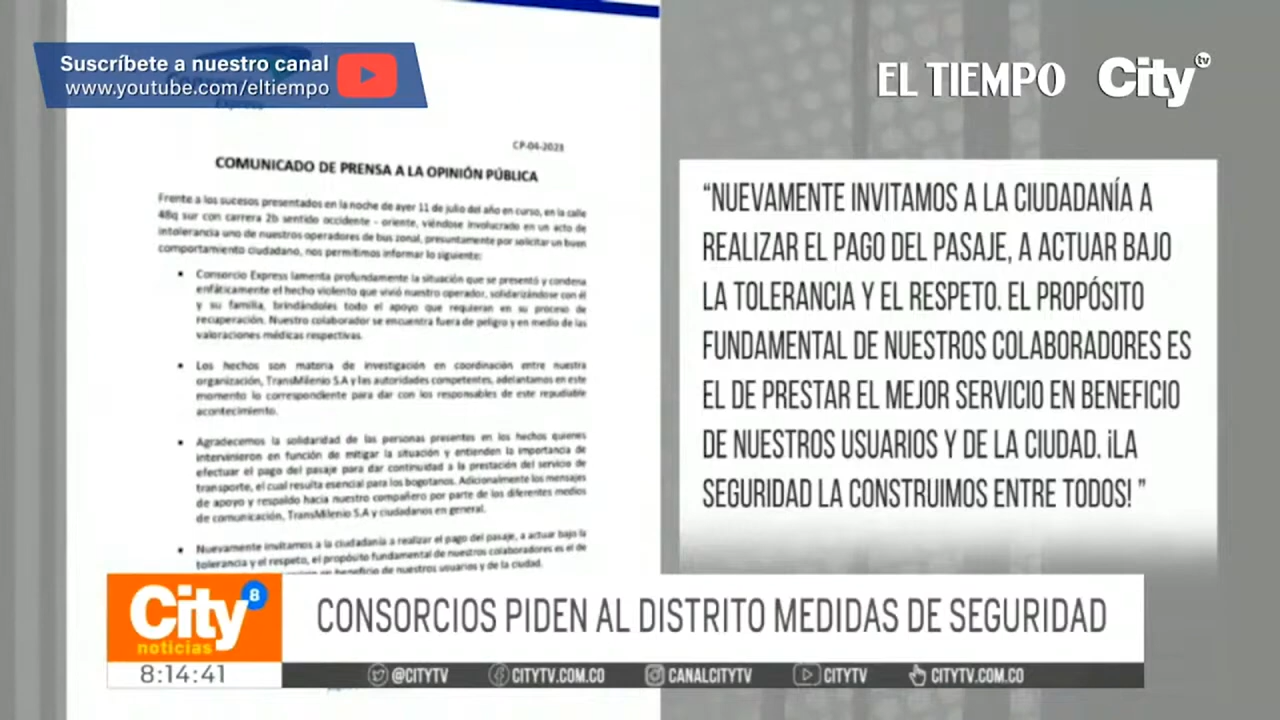 Suscríbete a nuestro canal
www.youtube.com/eltiempo
EL TIEMPO
City tv
CP-04-2023
COMUNICADO DE PRENSA A LA OPINIÓN PÚBLICA
Frente a los sucesos presentados en la noche de ayer 11 de julio del año en curso, en la calle
48q sur con carrera 2b sentido occidente - oriente, viéndose involucrado en un acto de
intolerancia uno de nuestros operadores de bus zonal, presuntamente por solicitar un buen
comportamiento ciudadano, nos permitimos informar lo siguiente:
• Consorcio Express lamenta profundamente la situación que se presentó y condena
enfáticamente el hecho violento que vivió nuestro operador, solidarizándose con él
y su familia, brindándoles todo el apoyo que requieran en su proceso de
recuperación. Nuestro colaborador se encuentra fuera de peligro y en medio de las
valoraciones médicas respectivas.
• Los hechos son materia de investigación en coordinación entre nuestra
organización, TransMilenio S.A y las autoridades competentes, adelantamos en este
momento lo correspondiente para dar con los responsables de este repudiable
acontecimiento.
• Agradecemos la solidaridad de las personas presentes en los hechos quienes
intervinieron en función de mitigar la situación y entienden la importancia de
efectuar el pago del pasaje para dar continuidad a la prestación del servicio de
transporte, el cual resulta esencial para los bogotanos. Adicionalmente los mensajes
de apoyo y respaldo hacia nuestro compañero por parte de los diferentes medios
de comunicación, TransMilenio S.A y ciudadanos en general.
• Nuevamente invitamos a la ciudadanía a realizar el pago del pasaje, a actuar bajo la
tolerancia y el respeto, el propósito fundamental de nuestros colaboradores es el de
en beneficio de nuestros usuarios y de la ciudad.
“NUEVAMENTE INVITAMOS A LA CIUDADANÍA A
REALIZAR EL PAGO DEL PASAJE, A ACTUAR BAJO
LA TOLERANCIA Y EL RESPETO. EL PROPÓSITO
FUNDAMENTAL DE NUESTROS COLABORADORES ES
EL DE PRESTAR EL MEJOR SERVICIO EN BENEFICIO
DE NUESTROS USUARIOS Y DE LA CIUDAD. ¡LA
SEGURIDAD LA CONSTRUIMOS ENTRE TODOS! ”
City 8
noticias
CONSORCIOS PIDEN AL DISTRITO MEDIDAS DE SEGURIDAD
8:14:41
@CITYTV
CITYTV.COM.CO
CANALCITYTV
CITYTV
CITYTV.COM.CO